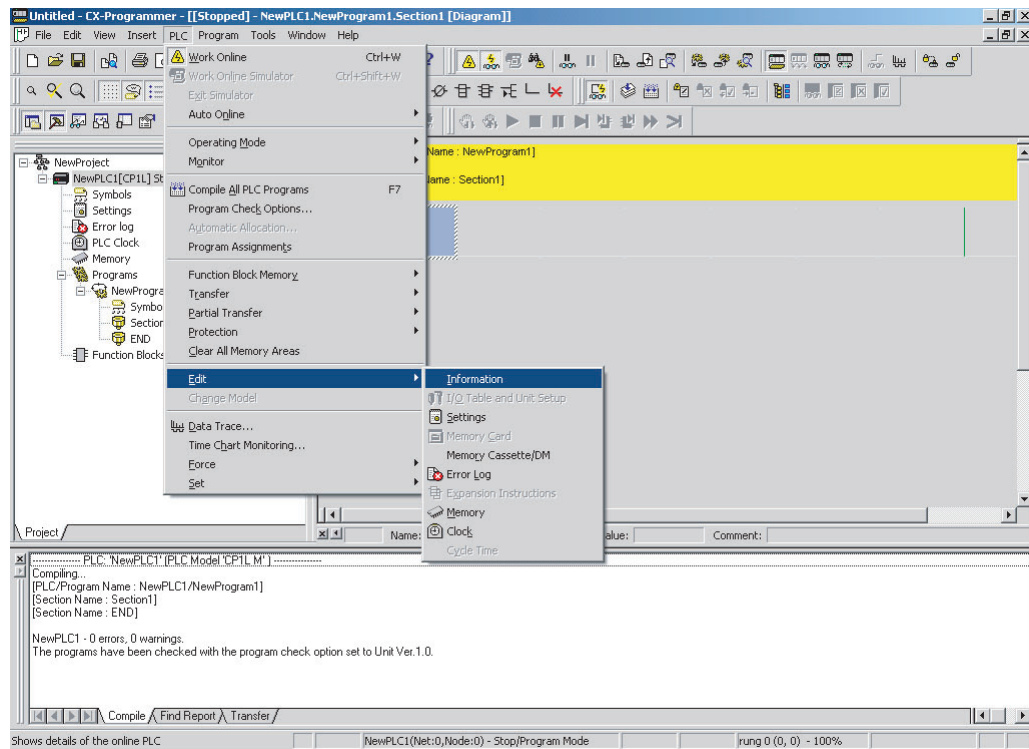 Untitled - CX-Programmer - [[Stopped] - NewPLC1.NewProgram1.Section1 [Diagram]]
File Edit View Insert PLC Program Tools Window Help
Work Online Ctrl+W
Work Online Simulator Ctrl+Shift+W
Exit Simulator
Auto Online
Operating Mode
Monitor
Compile All PLC Programs F7
Program Check Options...
Automatic Allocation...
Program Assignments
Function Block Memory
Transfer
Partial Transfer
Protection
Clear All Memory Areas
Edit
Change Model
Data Trace...
Time Chart Monitoring...
Force
Set
Information
I/O Table and Unit Setup
Settings
Memory Card
Memory Cassette/DM
Error Log
Expansion Instructions
Memory
Clock
Cycle Time
NewProject
NewPLC1[CP1L] St
Symbols
Settings
Error log
PLC Clock
Memory
Programs
NewProgra
Symbo
Section
END
Function Blocks
Name : NewProgram1]
Name : Section1]
Project
Name:
alue:
Comment:
PLC: 'NewPLC1' (PLC Model 'CP1L M' )
Compiling...
[PLC/Program Name : NewPLC1/NewProgram1]
[Section Name : Section1]
[Section Name : END]
NewPLC1 - 0 errors, 0 warnings.
The programs have been checked with the program check option set to Unit Ver.1.0.
Compile Find Report Transfer
Shows details of the online PLC
NewPLC1(Net:0,Node:0) - Stop/Program Mode
rung 0 (0, 0) - 100%